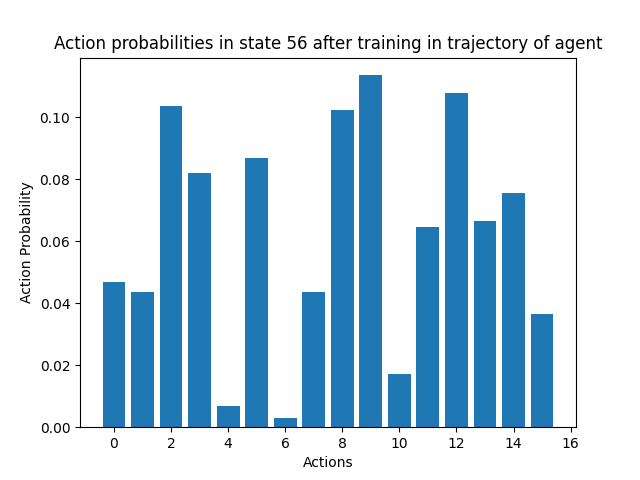 Action probabilities in state 56 after training in trajectory of agent
0.10
0.08
0.06
0.04
0.02
0.00
Action Probability
0 2 4 6 8 10 12 14 16
Actions